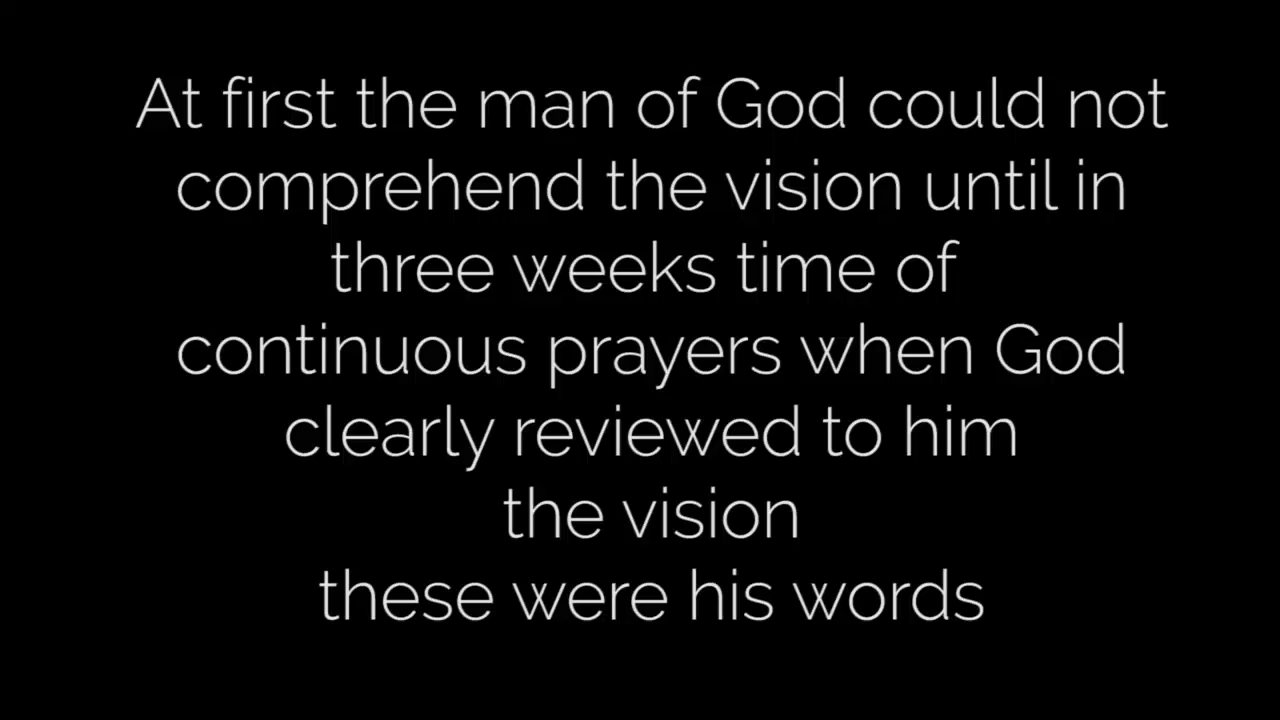 At first the man of God could not
comprehend the vision until in
three weeks time of
continuous prayers when God
clearly reviewed to him
the vision
these were his words